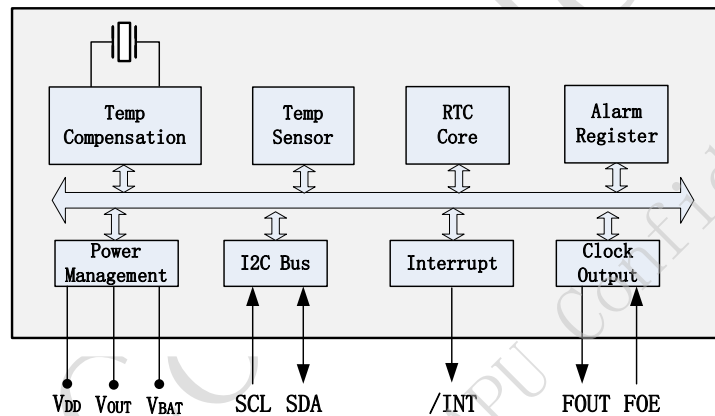 Temp
Compensation
Temp
Sensor
RTC
Core
Alarm
Register
Power
Management
I2C Bus
Interrupt
Clock
Output
VDD VOUT VBAT SCL SDA /INT FOUT FOE